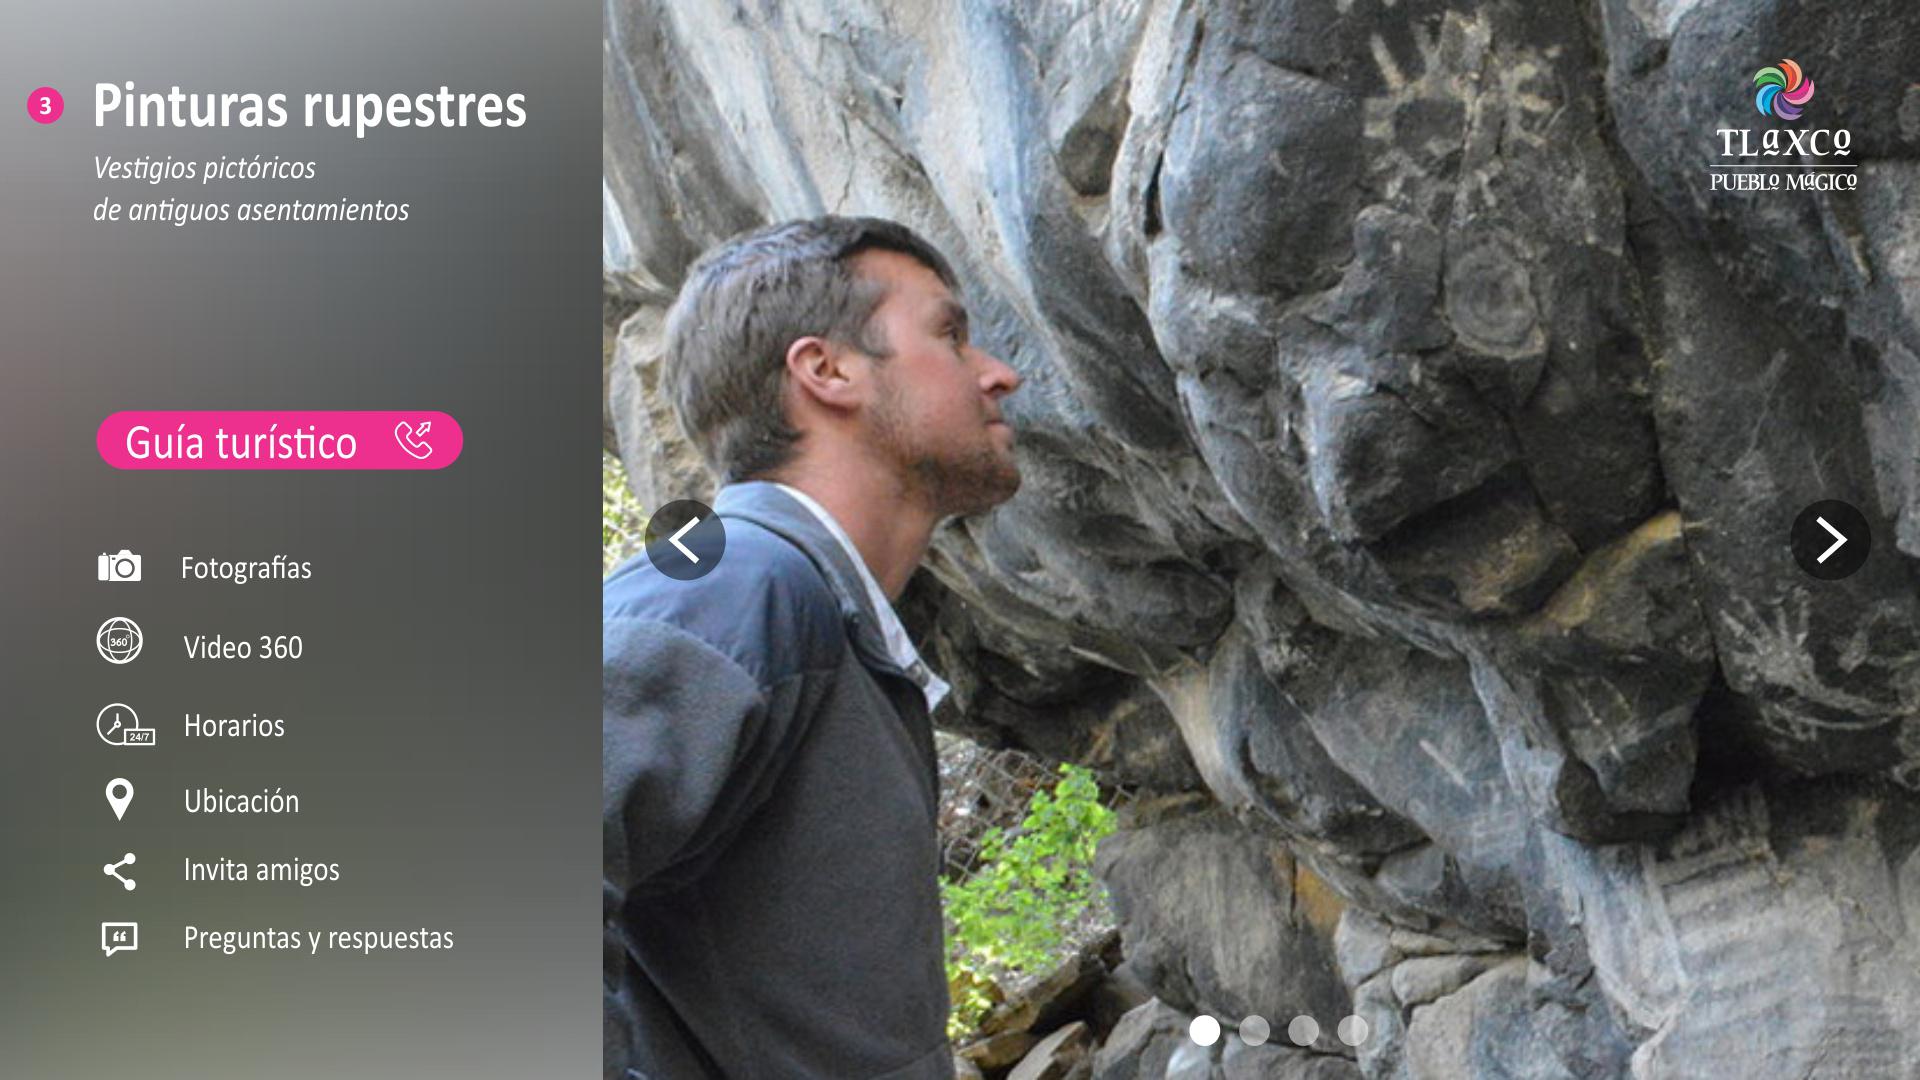 3
Pinturas rupestres
Vestigios pictóricos
de antiguos asentamientos
Guía turístico
Fotografías
360°
Video 360
24/7
Horarios
Ubicación
Invita amigos
Preguntas y respuestas
TLaXCo
PUEBLo MáGICo